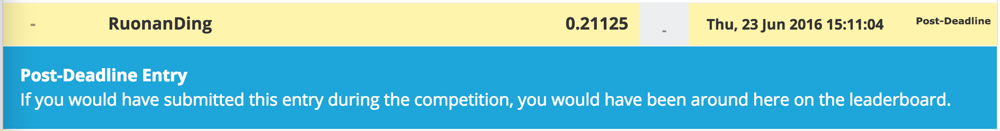 - RuonanDing 0.21125 - Thu, 23 Jun 2016 15:11:04 Post-Deadline
Post-Deadline Entry
If you would have submitted this entry during the competition, you would have been around here on the leaderboard.